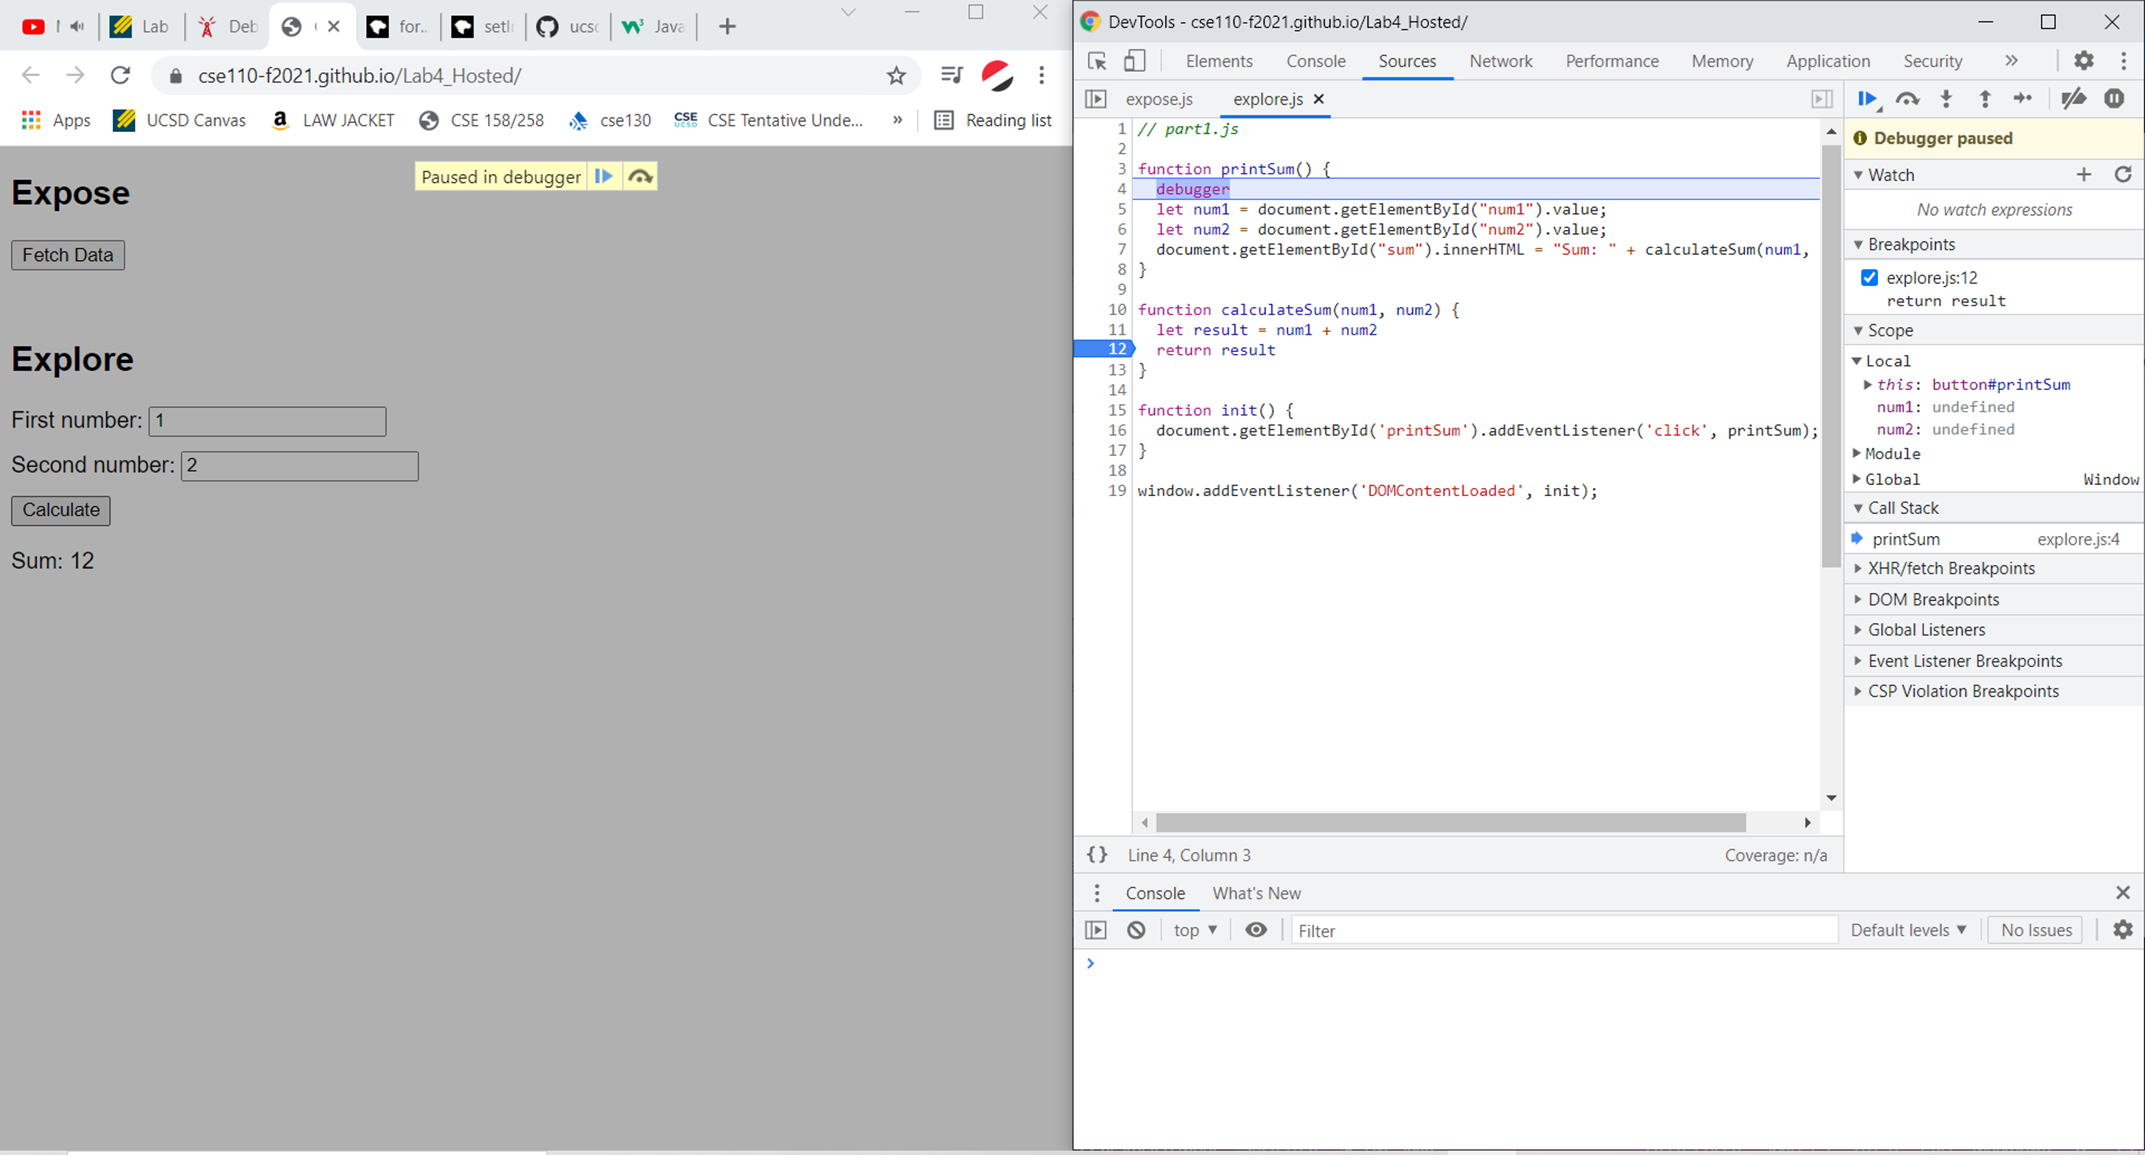 Lab
Deb
for..
setI
ucsc
Java
cse110-f2021.github.io/Lab4_Hosted/
Apps
UCSD Canvas
LAW JACKET
CSE 158/258
cse130
CSE UCSD
CSE Tentative Unde...
»
Reading list
Paused in debugger
Expose
Fetch Data
Explore
First number: 1
Second number: 2
Calculate
Sum: 12
DevTools - cse110-f2021.github.io/Lab4_Hosted/
Elements Console Sources Network Performance Memory Application Security »
expose.js explore.js
1 // part1.js
2
3 function printSum() {
4 debugger
5 let num1 = document.getElementById("num1").value;
6 let num2 = document.getElementById("num2").value;
7 document.getElementById("sum").innerHTML = "Sum: " + calculateSum(num1,
8 }
9
10 function calculateSum(num1, num2) {
11 let result = num1 + num2
12 return result
13 }
14
15 function init() {
16 document.getElementById('printSum').addEventListener('click', printSum);
17 }
18
19 window.addEventListener('DOMContentLoaded', init);
{} Line 4, Column 3
Coverage: n/a
Debugger paused
Watch
No watch expressions
Breakpoints
explore.js:12
return result
Scope
Local
this: button#printSum
num1: undefined
num2: undefined
Module
Global Window
Call Stack
printSum explore.js:4
XHR/fetch Breakpoints
DOM Breakpoints
Global Listeners
Event Listener Breakpoints
CSP Violation Breakpoints
Console What's New
top Filter Default levels No Issues